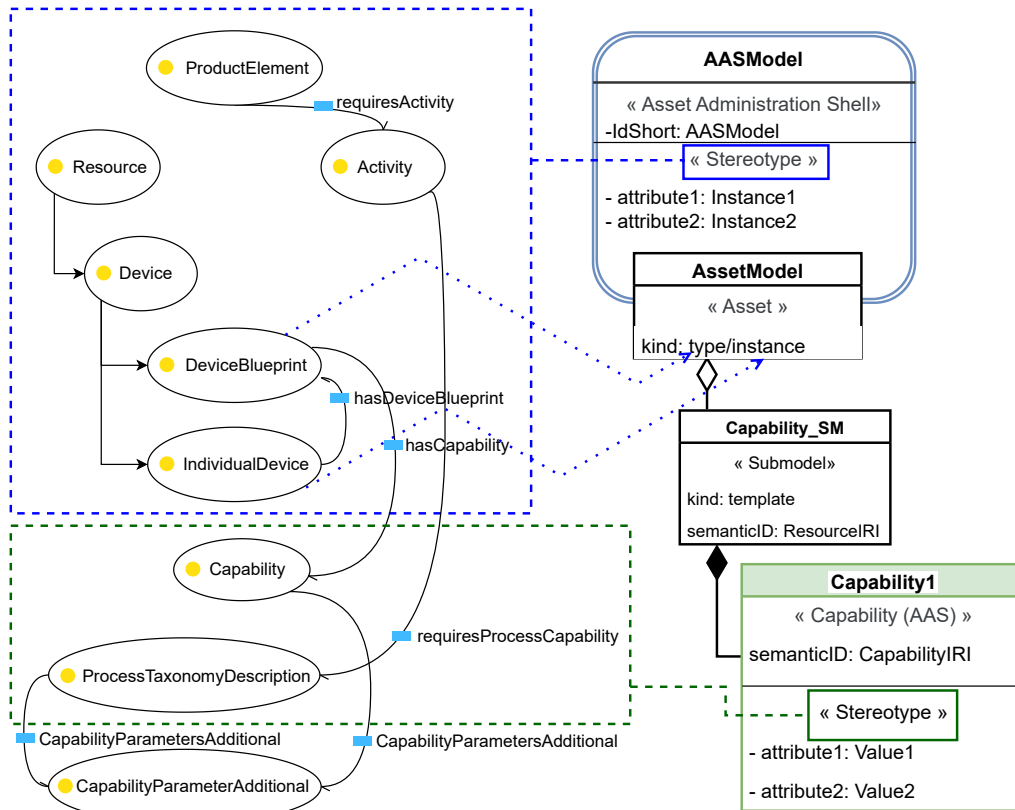 ProductElement
requiresActivity
Resource
Activity
Device
DeviceBlueprint
hasDeviceBlueprint
hasCapability
IndividualDevice
Capability
requiresProcessCapability
ProcessTaxonomyDescription
CapabilityParametersAdditional
CapabilityParametersAdditional
CapabilityParameterAdditional
AASModel
« Asset Administration Shell»
-IdShort: AASModel
« Stereotype »
- attribute1: Instance1
- attribute2: Instance2
AssetModel
« Asset »
kind: type/instance
Capability_SM
« Submodel»
kind: template
semanticID: ResourceIRI
Capability1
« Capability (AAS) »
semanticID: CapabilityIRI
« Stereotype »
- attribute1: Value1
- attribute2: Value2